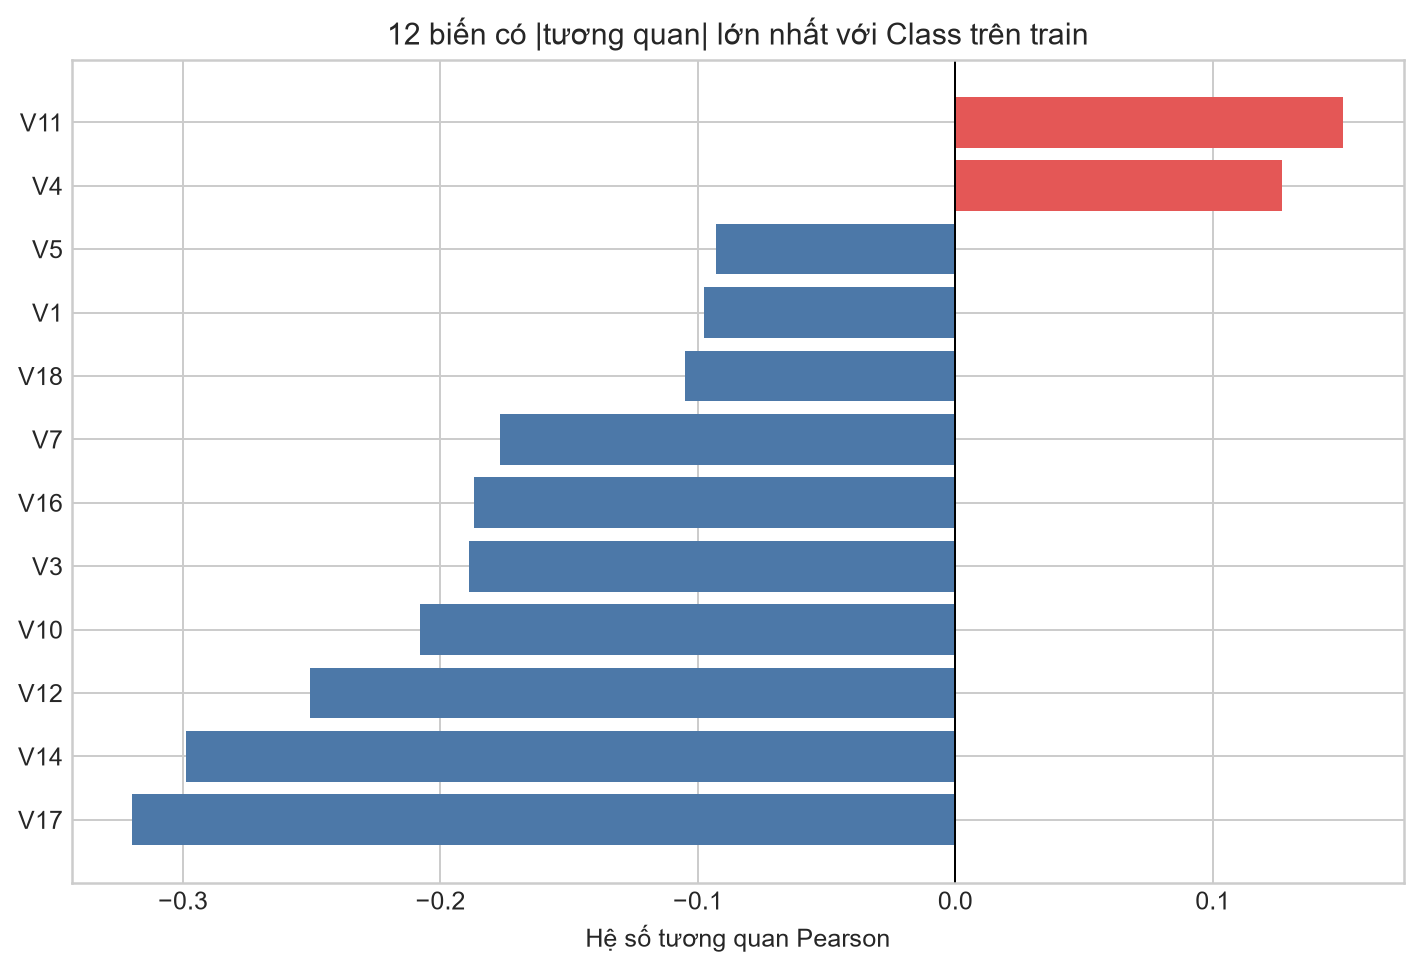 12 biến có |tương quan| lớn nhất với Class trên train
V11
V4
V5
V1
V18
V7
V16
V3
V10
V12
V14
V17
−0.3 −0.2 −0.1 0.0 0.1
Hệ số tương quan Pearson